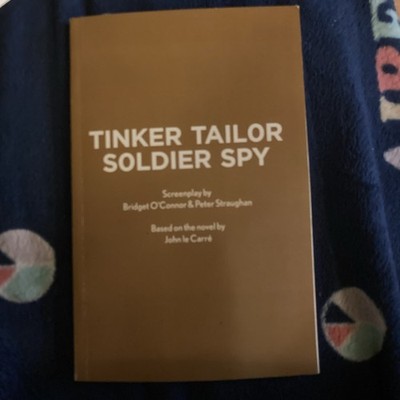 TINKER TAILOR
SOLDIER SPY
Screenplay by
Bridget O'Connor & Peter Straughan
Based on the novel by
John le Carré